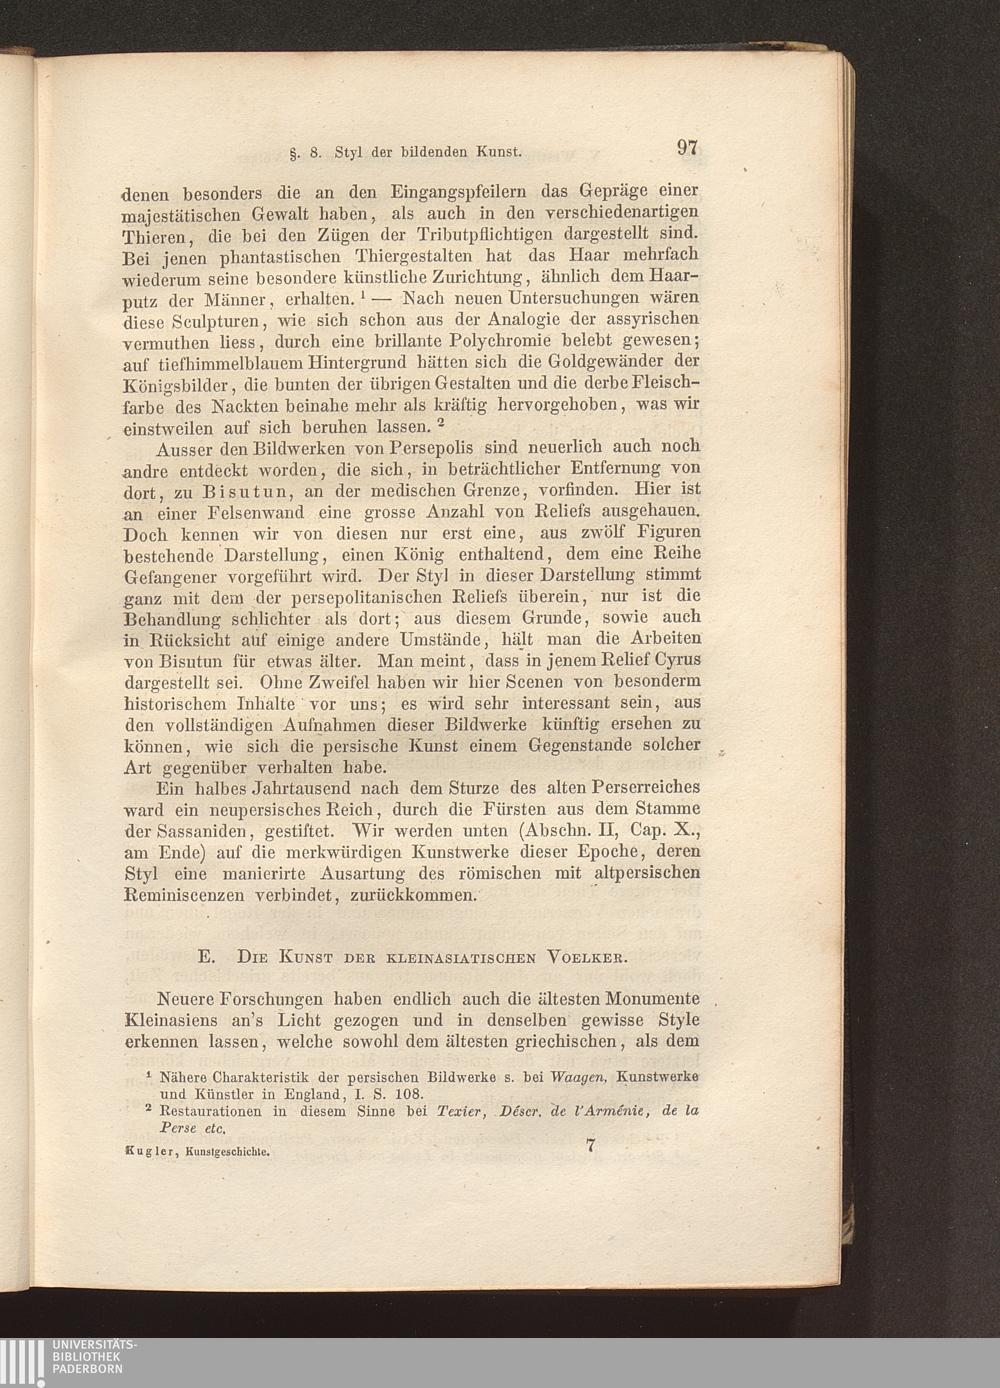 §. 8. Styl der bildenden Kunst. 97
denen besonders die an den Eingangspfeilern das Gepräge einer
majestätischen Gewalt haben, als auch in den verschiedenartigen
Thieren, die bei den Zügen der Tributpflichtigen dargestellt sind.
Bei jenen phantastischen Thiergestalten hat das Haar mehrfach
wiederum seine besondere künstliche Zurichtung, ähnlich dem Haar-
putz der Männer, erhalten. ¹ — Nach neuen Untersuchungen wären
diese Sculpturen, wie sich schon aus der Analogie der assyrischen
vermuthen liess, durch eine brillante Polychromie belebt gewesen;
auf tiefhimmelblauem Hintergrund hätten sich die Goldgewänder der
Königsbilder, die bunten der übrigen Gestalten und die derbe Fleisch-
farbe des Nackten beinahe mehr als kräftig hervorgehoben, was wir
einstweilen auf sich beruhen lassen. ²
Ausser den Bildwerken von Persepolis sind neuerlich auch noch
andre entdeckt worden, die sich, in beträchtlicher Entfernung von
dort, zu Bisutun, an der medischen Grenze, vorfinden. Hier ist
an einer Felsenwand eine grosse Anzahl von Reliefs ausgehauen.
Doch kennen wir von diesen nur erst eine, aus zwölf Figuren
bestehende Darstellung, einen König enthaltend, dem eine Reihe
Gefangener vorgeführt wird. Der Styl in dieser Darstellung stimmt
ganz mit dem der persepolitanischen Reliefs überein, nur ist die
Behandlung schlichter als dort; aus diesem Grunde, sowie auch
in Rücksicht auf einige andere Umstände, hält man die Arbeiten
von Bisutun für etwas älter. Man meint, dass in jenem Relief Cyrus
dargestellt sei. Ohne Zweifel haben wir hier Scenen von besonderm
historischem Inhalte vor uns; es wird sehr interessant sein, aus
den vollständigen Aufnahmen dieser Bildwerke künftig ersehen zu
können, wie sich die persische Kunst einem Gegenstande solcher
Art gegenüber verhalten habe.
Ein halbes Jahrtausend nach dem Sturze des alten Perserreiches
ward ein neupersisches Reich, durch die Fürsten aus dem Stamme
der Sassaniden, gestiftet. Wir werden unten (Abschn. II, Cap. X.,
am Ende) auf die merkwürdigen Kunstwerke dieser Epoche, deren
Styl eine manierirte Ausartung des römischen mit altpersischen
Reminiscenzen verbindet, zurückkommen.
E. Die Kunst der kleinasiatischen Voelker.
Neuere Forschungen haben endlich auch die ältesten Monumente
Kleinasiens an's Licht gezogen und in denselben gewisse Style
erkennen lassen, welche sowohl dem ältesten griechischen, als dem
¹ Nähere Charakteristik der persischen Bildwerke s. bei Waagen, Kunstwerke
und Künstler in England, I. S. 108.
² Restaurationen in diesem Sinne bei Texier, Déscr. de l'Arménie, de la
Perse etc.
Kugler, Kunstgeschichte. 7
UNIVERSITÄTS-
BIBLIOTHEK
PADERBORN